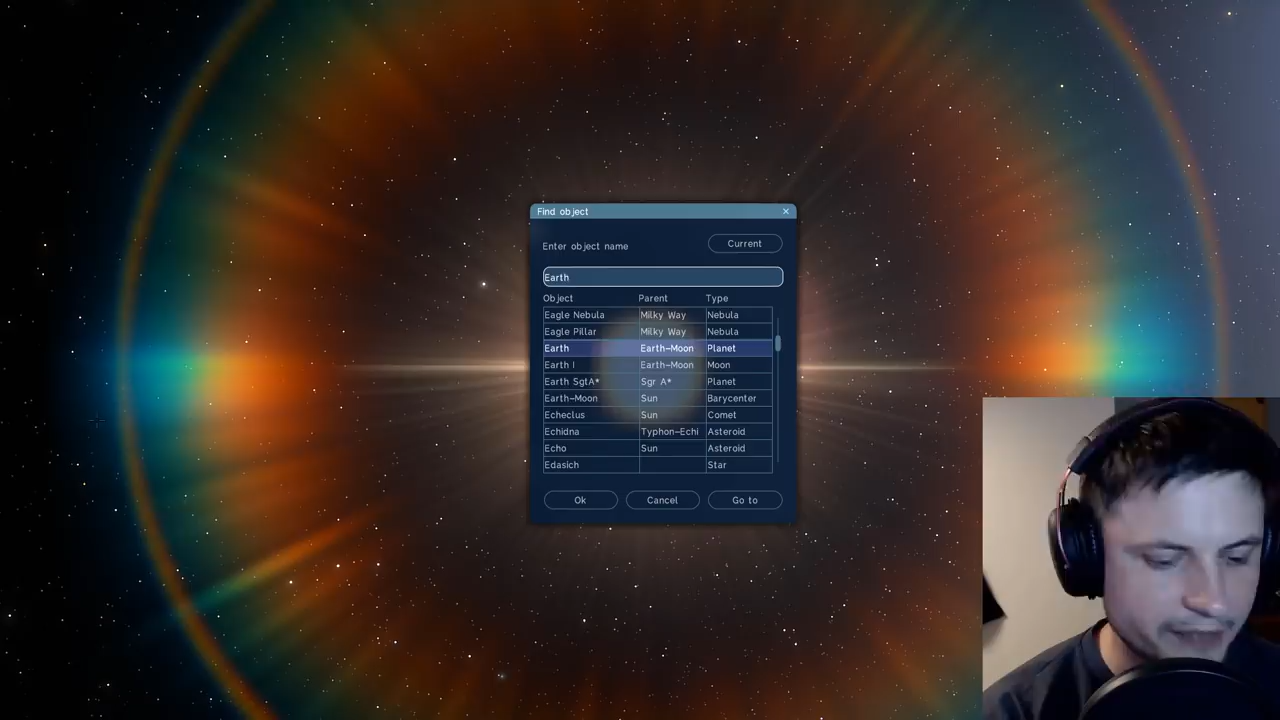 Find object
Enter object name
Current
Earth
Object Parent Type
Eagle Nebula Milky Way Nebula
Eagle Pillar Milky Way Nebula
Earth Earth-Moon Planet
Earth I Earth-Moon Moon
Earth SgtA* Sgr A* Planet
Earth-Moon Sun Barycenter
Echeclus Sun Comet
Echidna Typhon-Echi Asteroid
Echo Sun Asteroid
Edasich Star
Ok Cancel Go to